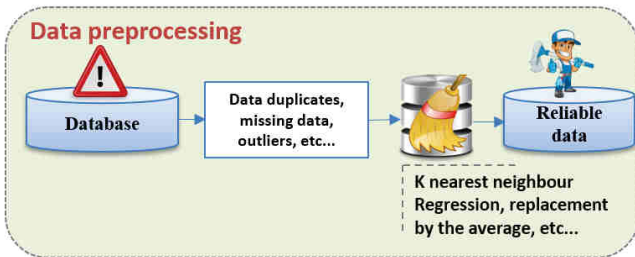 Data preprocessing
!
Database
Data duplicates,
missing data,
outliers, etc...
Reliable
data
K nearest neighbour
Regression, replacement
by the average, etc...